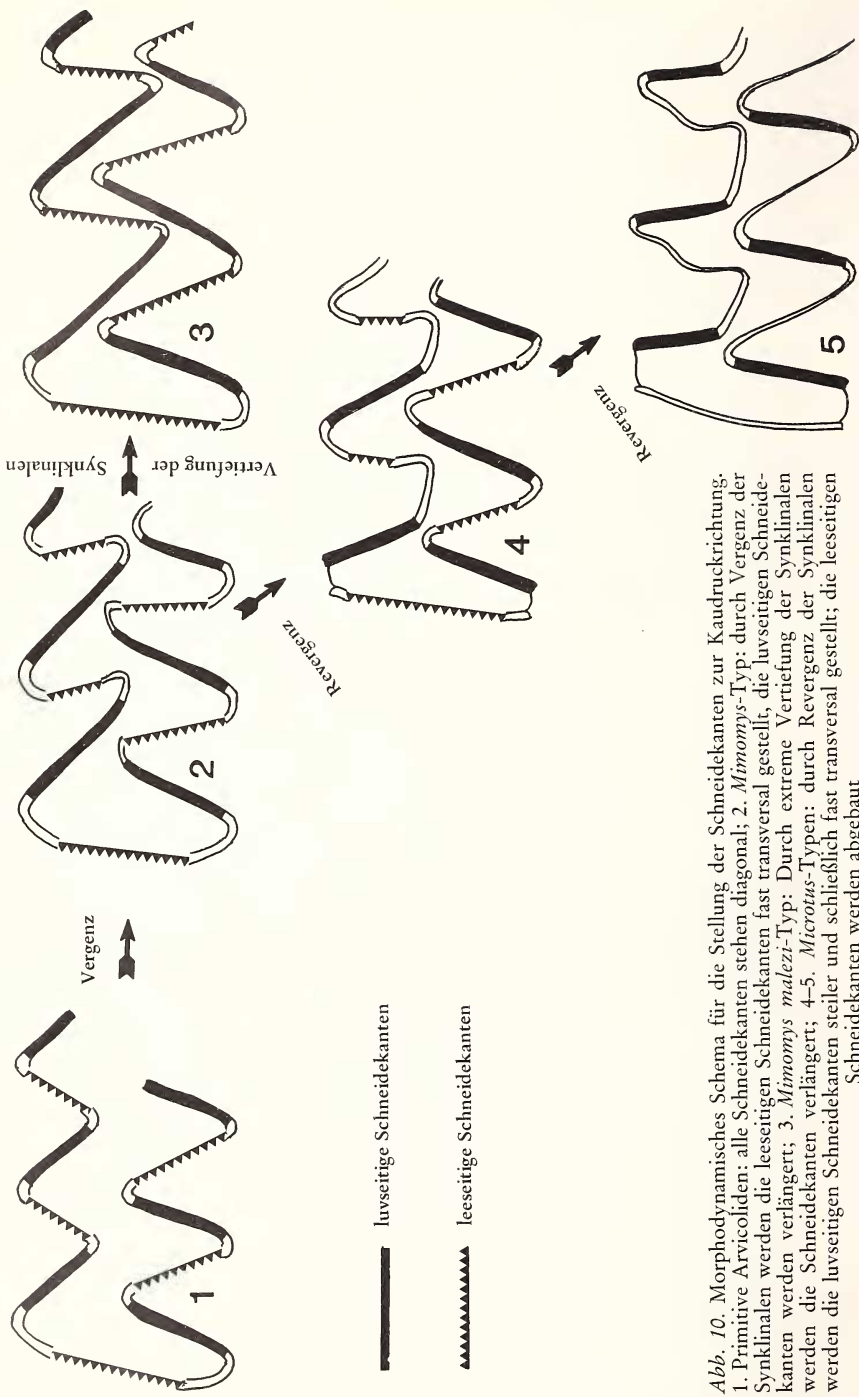 Vergenz
1
2
Vertiefung der
Synklinalen
3
Revergenz
4
Revergenz
5
luvseitige Schneidekanten
leeseitige Schneidekanten
Abb. 10. Morphodynamisches Schema für die Stellung der Schneidekanten zur Kaudruckrichtung.
1. Primitive Arvicoliden: alle Schneidekanten stehen diagonal; 2. Mimomys-Typ: durch Vergenz der
Synklinalen werden die leeseitigen Schneidekanten fast transversal gestellt, die luvseitigen Schneide-
kanten werden verlängert; 3. Mimomys malezi-Typ: Durch extreme Vertiefung der Synklinalen
werden die Schneidekanten verlängert; 4–5. Microtus-Typen: durch Revergenz der Synklinalen
werden die luvseitigen Schneidekanten steiler und schließlich fast transversal gestellt; die leeseitigen
Schneidekanten werden abgebaut